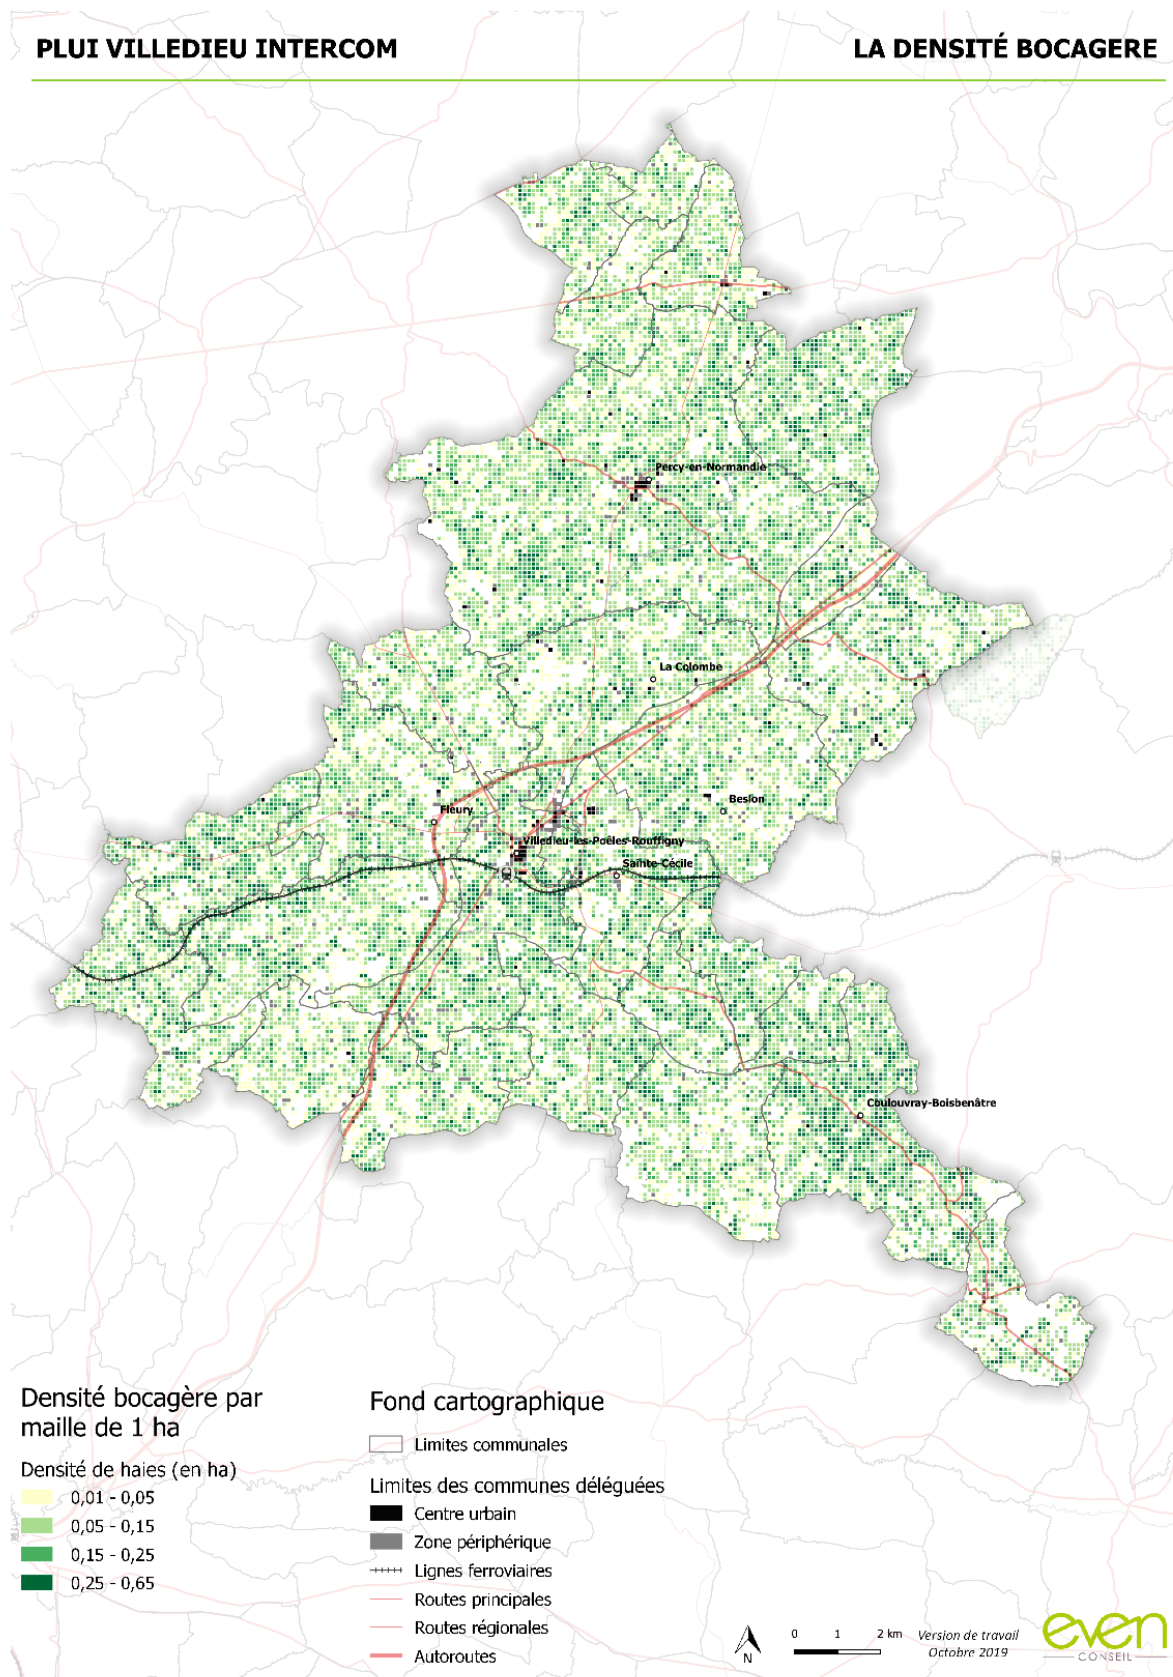 PLUI VILLEDIEU INTERCOM
LA DENSITÉ BOCAGERE
Percy-en-Normandie
La Colombe
Beslon
Fleury
Villedieu-les-Poêles-Rouffigny
Sainte-Cécile
Coulouvray-Boisbenâtre
Densité bocagère par
maille de 1 ha
Densité de haies (en ha)
0,01 - 0,05
0,05 - 0,15
0,15 - 0,25
0,25 - 0,65
Fond cartographique
Limites communales
Limites des communes déléguées
Centre urbain
Zone périphérique
Lignes ferroviaires
Routes principales
Routes régionales
Autoroutes
N
0 1 2 km
Version de travail
Octobre 2019
even
CONSEIL